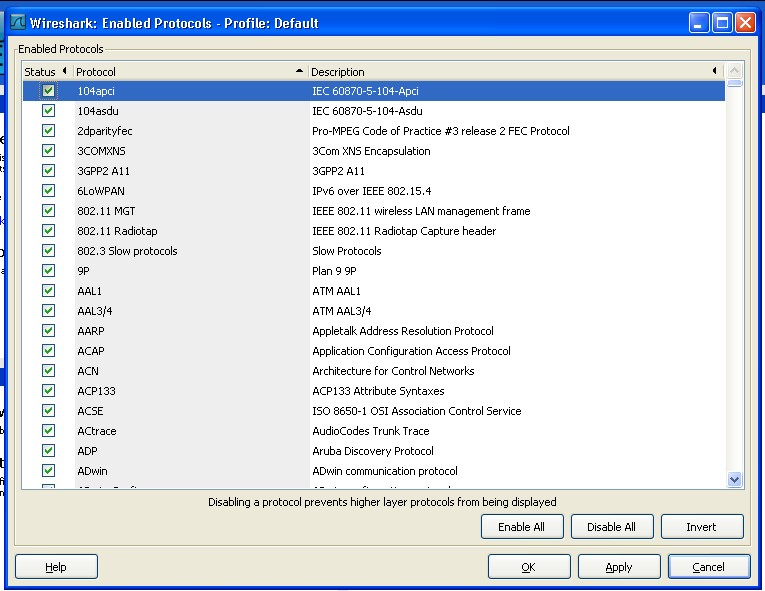 Wireshark: Enabled Protocols - Profile: Default
Enabled Protocols
Status Protocol Description
104apci IEC 60870-5-104-Apci
104asdu IEC 60870-5-104-Asdu
2dparityfec Pro-MPEG Code of Practice #3 release 2 FEC Protocol
3COMXNS 3Com XNS Encapsulation
3GPP2 A11 3GPP2 A11
6LoWPAN IPv6 over IEEE 802.15.4
802.11 MGT IEEE 802.11 wireless LAN management frame
802.11 Radiotap IEEE 802.11 Radiotap Capture header
802.3 Slow protocols Slow Protocols
9P Plan 9 9P
AAL1 ATM AAL1
AAL3/4 ATM AAL3/4
AARP Appletalk Address Resolution Protocol
ACAP Application Configuration Access Protocol
ACN Architecture for Control Networks
ACP133 ACP133 Attribute Syntaxes
ACSE ISO 8650-1 OSI Association Control Service
ACtrace AudioCodes Trunk Trace
ADP Aruba Discovery Protocol
ADwin ADwin communication protocol
Disabling a protocol prevents higher layer protocols from being displayed
Enable All Disable All Invert
Help OK Apply Cancel